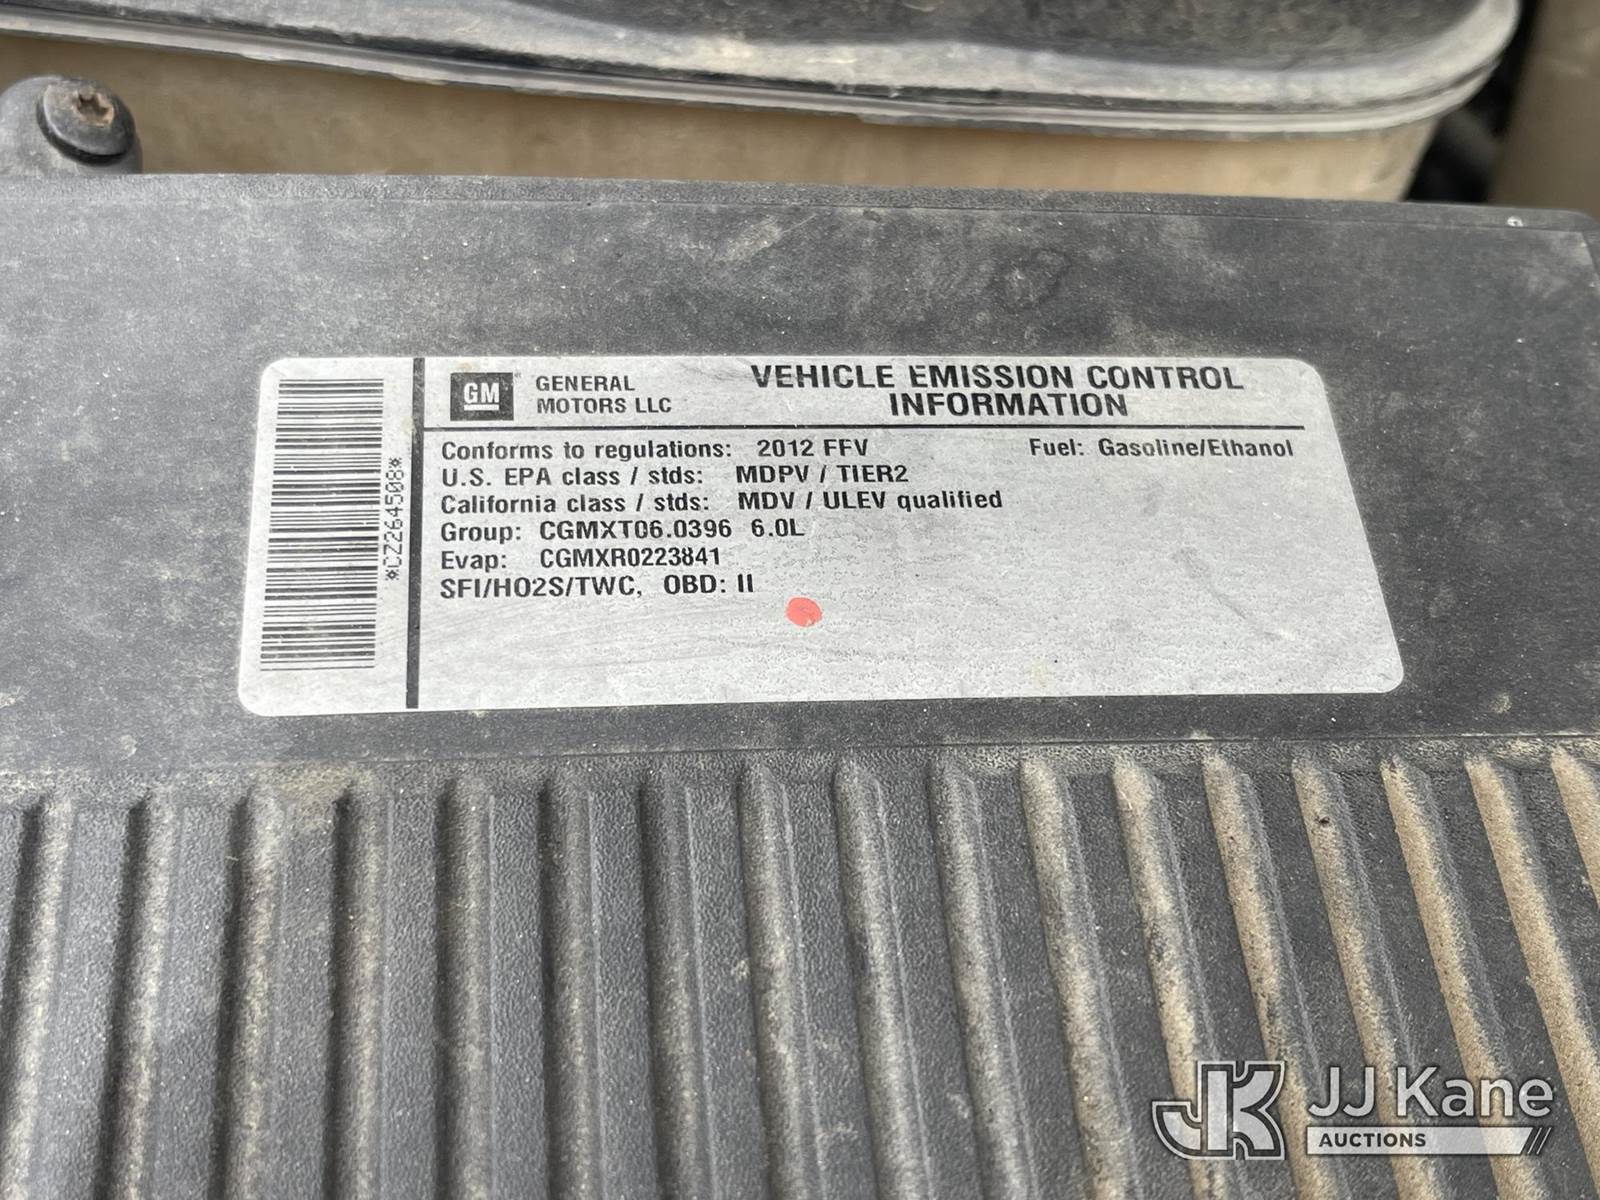 GM
GENERAL
MOTORS LLC
VEHICLE EMISSION CONTROL
INFORMATION
Conforms to regulations: 2012 FFV Fuel: Gasoline/Ethanol
U.S. EPA class / stds: MDPV / TIER2
California class / stds: MDV / ULEV qualified
Group: CGMXT06.0396 6.0L
Evap: CGMXR0223841
SFI/HO2S/TWC, OBD: II
*CZ264508*
JK JJ Kane
AUCTIONS